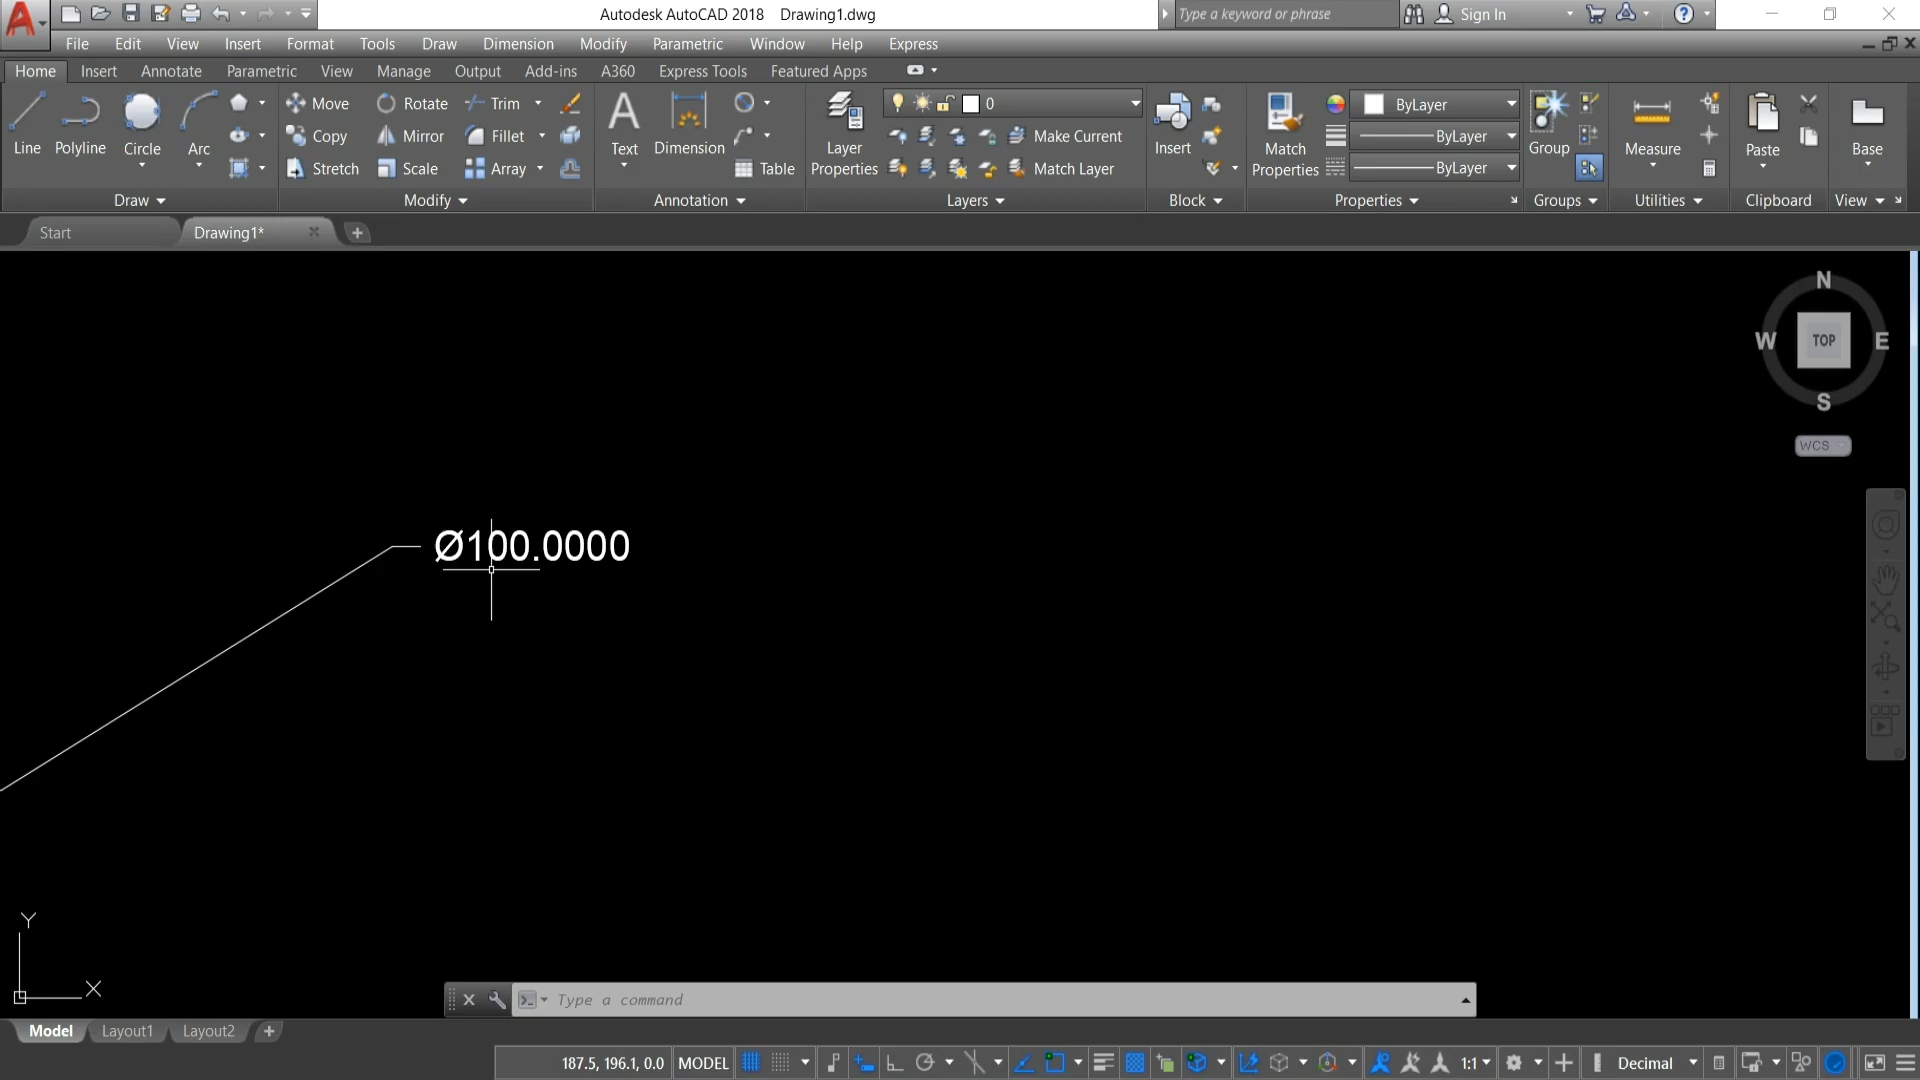 Autodesk AutoCAD 2018 Drawing1.dwg
Type a keyword or phrase
Sign In
File Edit View Insert Format Tools Draw Dimension Modify Parametric Window Help Express
Home Insert Annotate Parametric View Manage Output Add-ins A360 Express Tools Featured Apps
Line Polyline Circle Arc
Move Rotate Trim
Copy Mirror Fillet
Stretch Scale Array
Text Dimension Table
Layer Properties
0
Make Current
Match Layer
Insert
Match Properties
ByLayer
ByLayer
ByLayer
Group
Measure
Paste
Base
Draw Modify Annotation Layers Block Properties Groups Utilities Clipboard View
Start Drawing1*
N
W TOP E
S
WCS
Ø100.0000
Y
X
Type a command
Model Layout1 Layout2
187.5, 196.1, 0.0 MODEL 1:1 Decimal